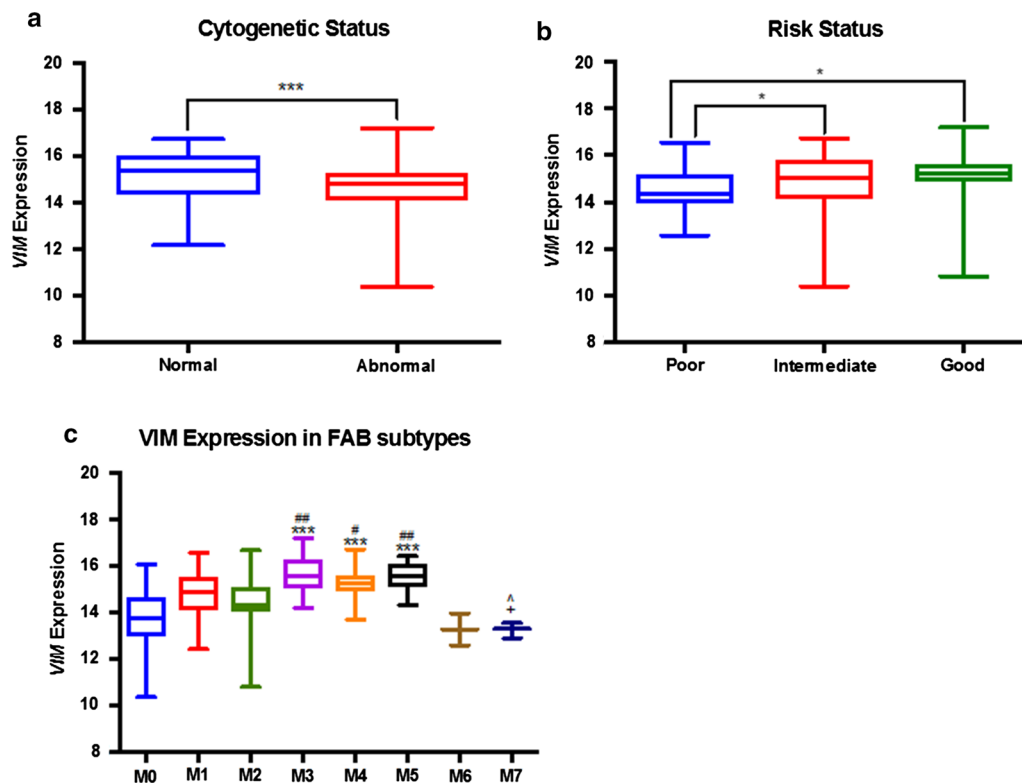 a
Cytogenetic Status
20
18
16
14
12
10
8
VIM Expression
***
Normal Abnormal
b
Risk Status
20
18
16
14
12
10
8
VIM Expression
*
*
Poor Intermediate Good
c
VIM Expression in FAB subtypes
20
18
16
14
12
10
8
VIM Expression
## # ## ^
*** *** *** +
M0 M1 M2 M3 M4 M5 M6 M7